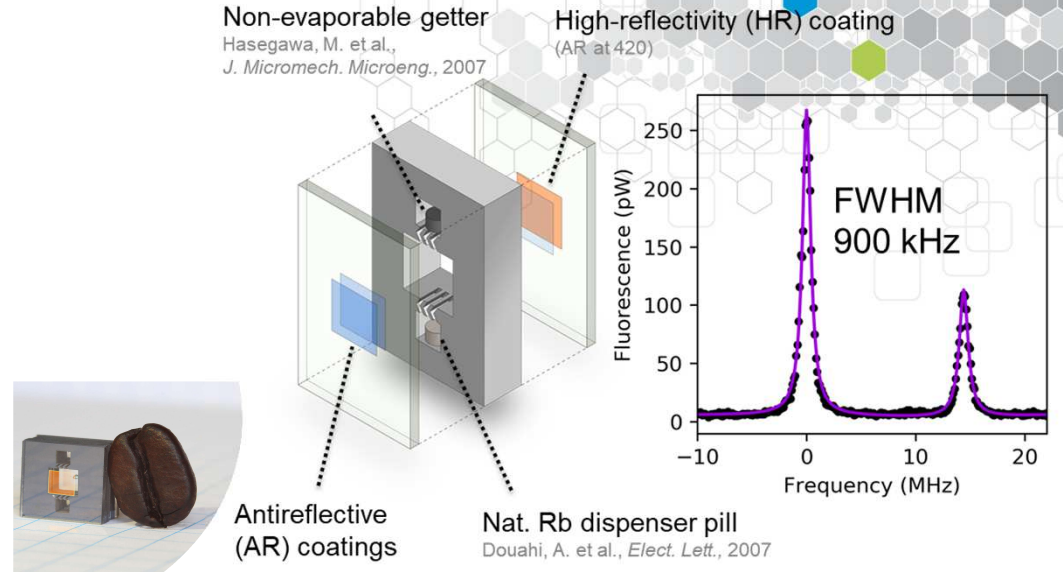 Non-evaporable getter
Hasegawa, M. et al.,
J. Micromech. Microeng., 2007
High-reflectivity (HR) coating
(AR at 420)
Fluorescence (pW)
250
200
150
100
50
0
FWHM
900 kHz
−10
0
10
20
Frequency (MHz)
Antireflective
(AR) coatings
Nat. Rb dispenser pill
Douahi, A. et al., Elect. Lett., 2007